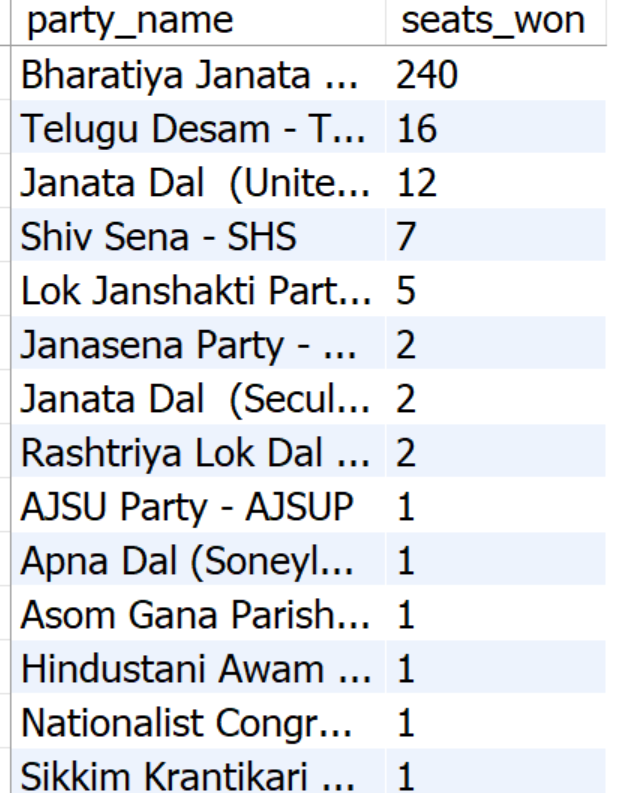 party_name seats_won
Bharatiya Janata ... 240
Telugu Desam - T... 16
Janata Dal  (Unite... 12
Shiv Sena - SHS 7
Lok Janshakti Part... 5
Janasena Party - ... 2
Janata Dal  (Secul... 2
Rashtriya Lok Dal ... 2
AJSU Party - AJSUP 1
Apna Dal (Soneyl... 1
Asom Gana Parish... 1
Hindustani Awam ... 1
Nationalist Congr... 1
Sikkim Krantikari ... 1